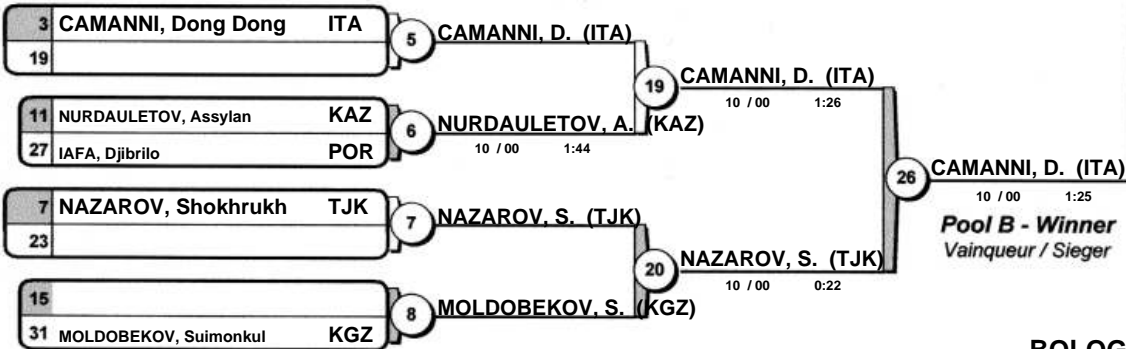 3 CAMANNI, Dong Dong ITA
19
5
CAMANNI, D. (ITA)
11 NURDAULETOV, Assylan KAZ
27 IAFA, Djibrilo POR
6
NURDAULETOV, A. (KAZ)
10 / 00 1:44
19
CAMANNI, D. (ITA)
10 / 00 1:26
7 NAZAROV, Shokhrukh TJK
23
7
NAZAROV, S. (TJK)
15
31 MOLDOBEKOV, Suimonkul KGZ
8
MOLDOBEKOV, S. (KGZ)
20
NAZAROV, S. (TJK)
10 / 00 0:22
26
CAMANNI, D. (ITA)
10 / 00 1:25
Pool B - Winner
Vainqueur / Sieger